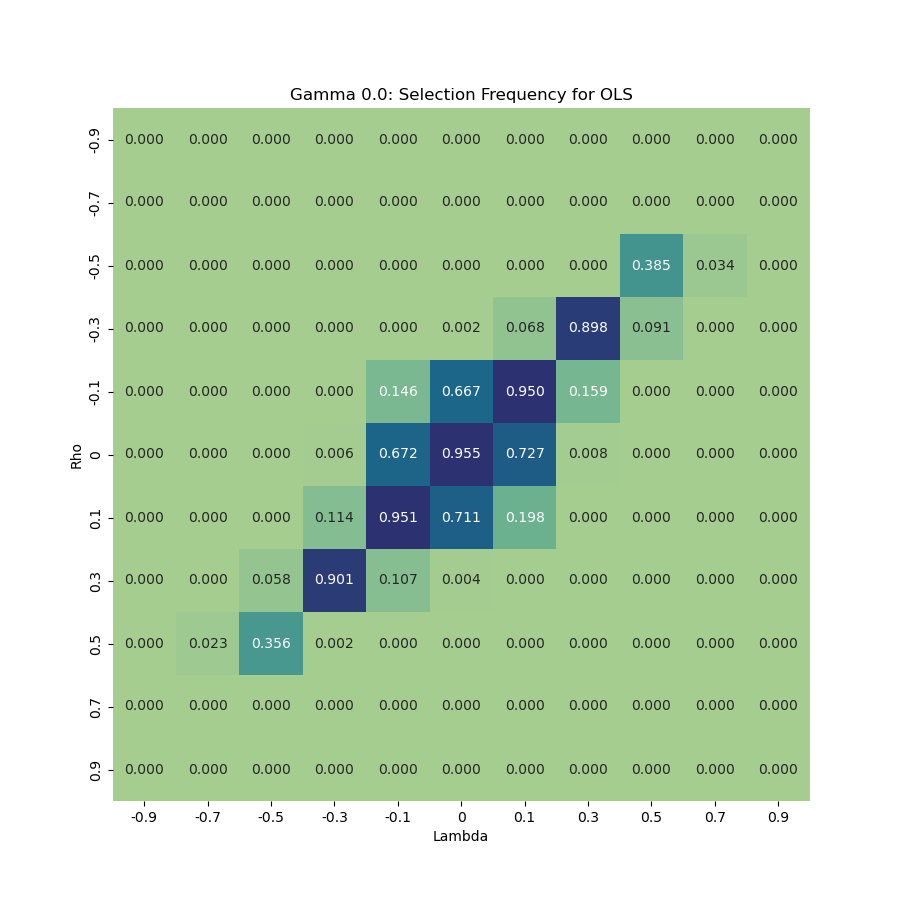 Gamma 0.0: Selection Frequency for OLS
-0.9 0.000 0.000 0.000 0.000 0.000 0.000 0.000 0.000 0.000 0.000 0.000
-0.7 0.000 0.000 0.000 0.000 0.000 0.000 0.000 0.000 0.000 0.000 0.000
-0.5 0.000 0.000 0.000 0.000 0.000 0.000 0.000 0.000 0.385 0.034 0.000
-0.3 0.000 0.000 0.000 0.000 0.000 0.002 0.068 0.898 0.091 0.000 0.000
-0.1 0.000 0.000 0.000 0.000 0.146 0.667 0.950 0.159 0.000 0.000 0.000
Rho
0 0.000 0.000 0.000 0.006 0.672 0.955 0.727 0.008 0.000 0.000 0.000
0.1 0.000 0.000 0.000 0.114 0.951 0.711 0.198 0.000 0.000 0.000 0.000
0.3 0.000 0.000 0.058 0.901 0.107 0.004 0.000 0.000 0.000 0.000 0.000
0.5 0.000 0.023 0.356 0.002 0.000 0.000 0.000 0.000 0.000 0.000 0.000
0.7 0.000 0.000 0.000 0.000 0.000 0.000 0.000 0.000 0.000 0.000 0.000
0.9 0.000 0.000 0.000 0.000 0.000 0.000 0.000 0.000 0.000 0.000 0.000
-0.9 -0.7 -0.5 -0.3 -0.1 0 0.1 0.3 0.5 0.7 0.9
Lambda